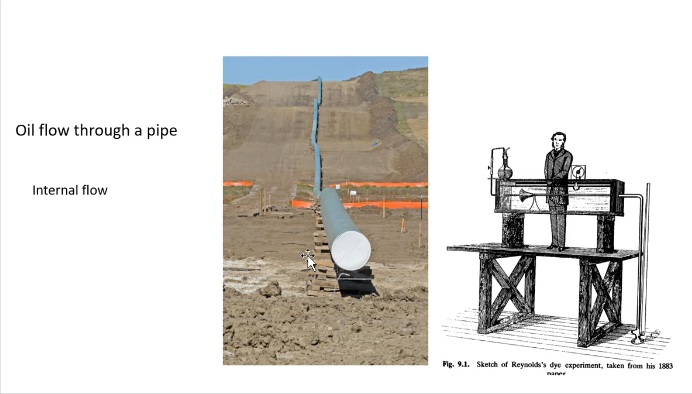 Oil flow through a pipe
Internal flow
Fig. 9.1. Sketch of Reynolds's dye experiment, taken from his 1883
paper